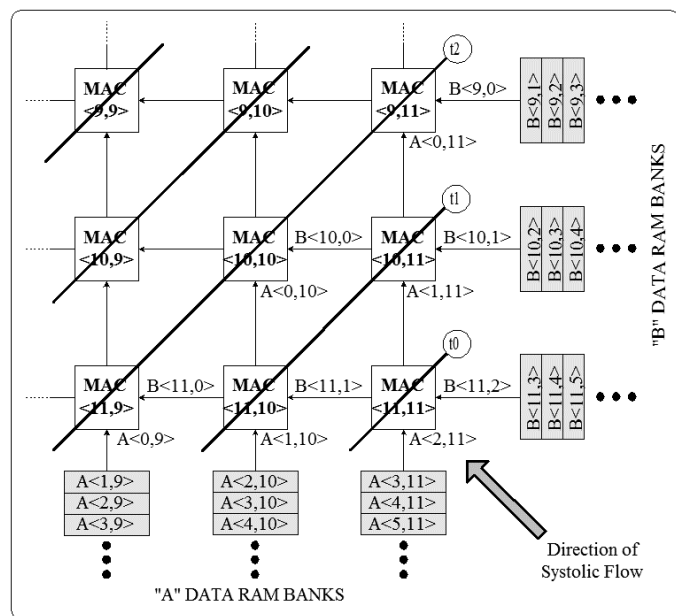 t2
MAC MAC MAC
<9,9> <9,10> <9,11>
B<9,0>
B<9,1> B<9,2> B<9,3>
A<0,11>
t1
MAC MAC MAC
<10,9> <10,10> <10,11>
B<10,0> B<10,1>
B<10,2> B<10,3> B<10,4>
A<0,10> A<1,11>
"B" DATA RAM BANKS
t0
MAC MAC MAC
<11,9> <11,10> <11,11>
B<11,0> B<11,1> B<11,2>
B<11,3> B<11,4> B<11,5>
A<0,9> A<1,10> A<2,11>
A<1,9> A<2,10> A<3,11>
A<2,9> A<3,10> A<4,11>
A<3,9> A<4,10> A<5,11>
Direction of
Systolic Flow
"A" DATA RAM BANKS